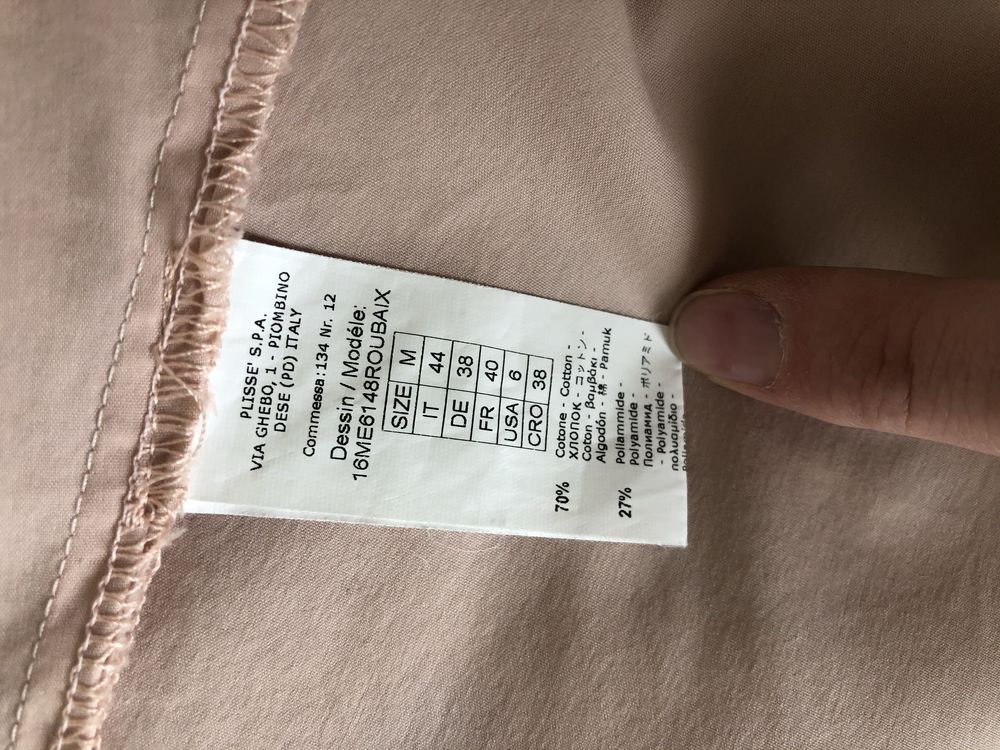 PLISSE' S.P.A.
VIA GHEBO, 1 - PIOMBINO
DESE (PD) ITALY
Commessa:134 Nr. 12
Dessin / Modéle:
16ME6148ROUBAIX
SIZE M
IT 44
DE 38
FR 40
USA 6
CRO 38
70% Cotone - Cotton -
ХЛОПОК - コットン -
Coton - βαμβάκι -
Algodón - 棉 - Pamuk
27% Poliammide -
Polyamide -
Полиамид - ポリアミド
- Polyamide -
πολυαμίδιο -